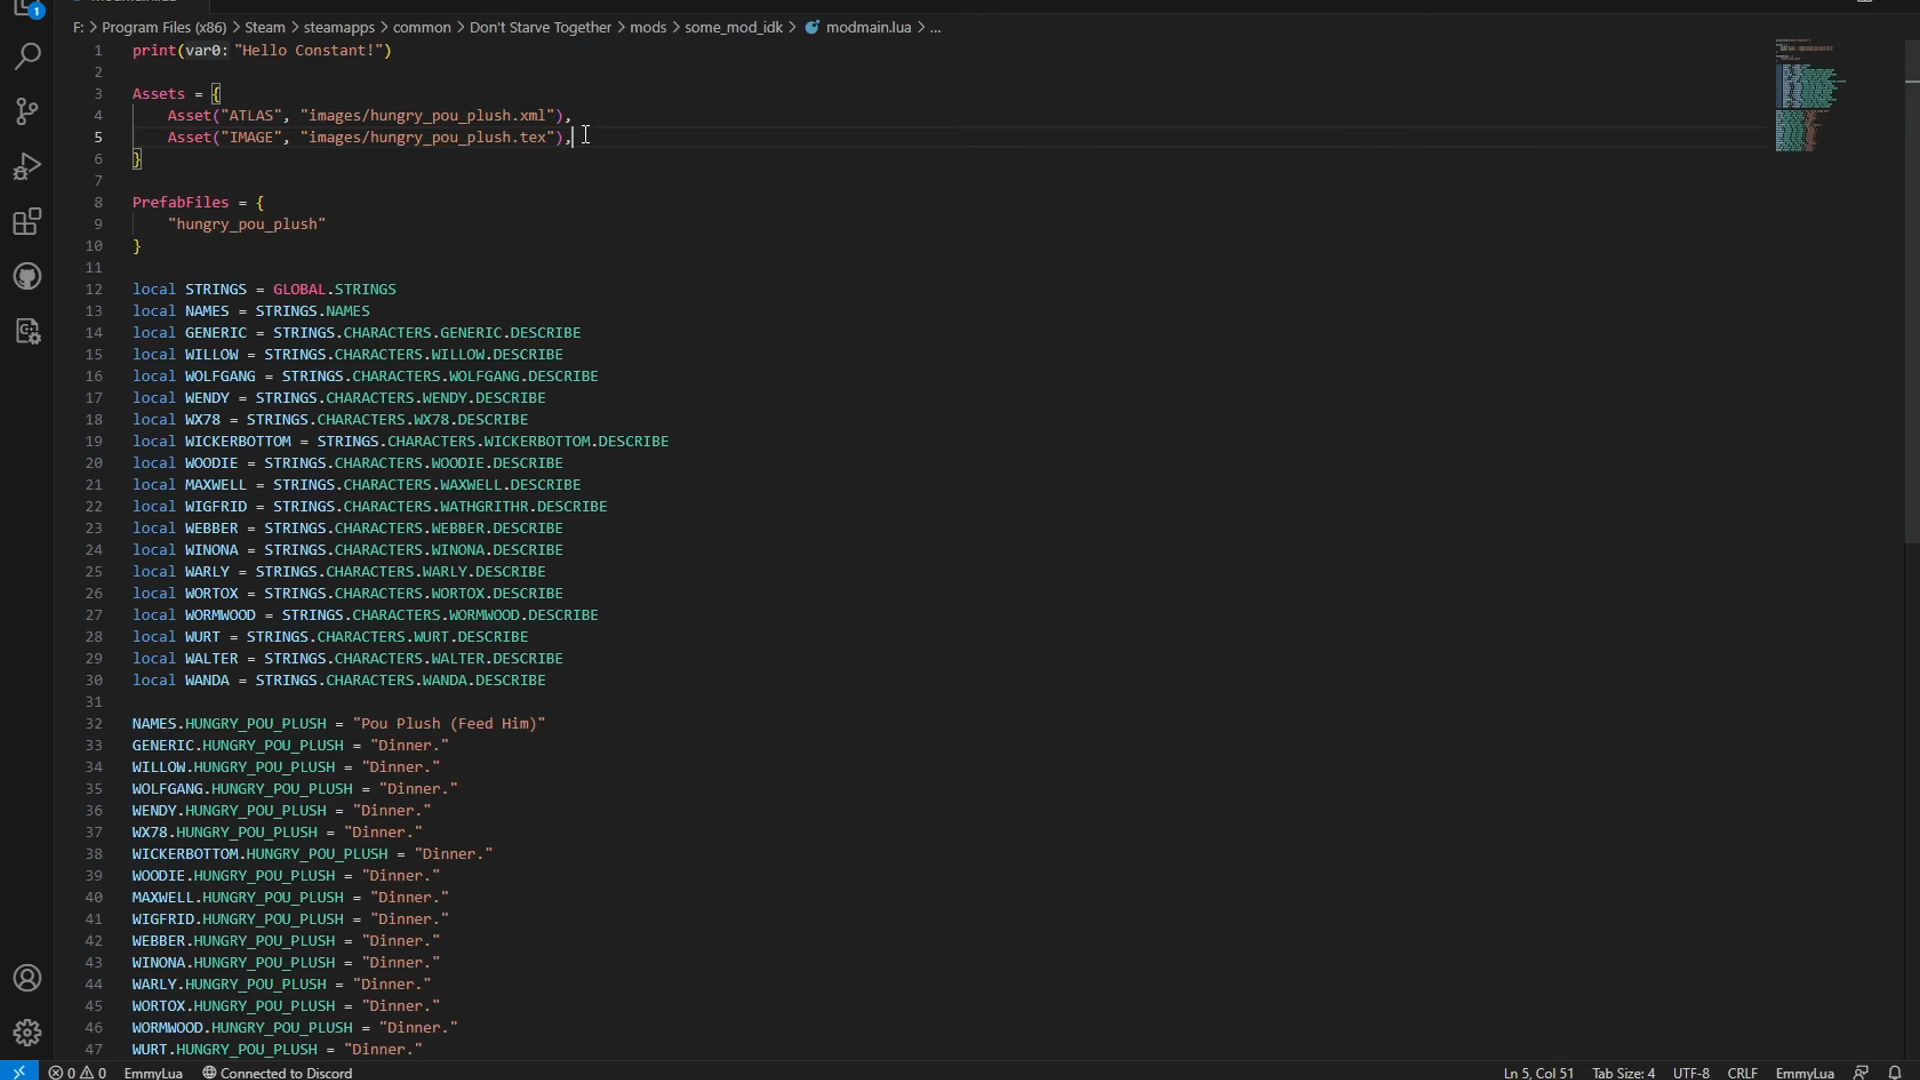 F: > Program Files (x86) > Steam > steamapps > common > Don't Starve Together > mods > some_mod_idk > modmain.lua > ...
1
1 print(var0: "Hello Constant!")
2
3 Assets = {
4 Asset("ATLAS", "images/hungry_pou_plush.xml"),
5 Asset("IMAGE", "images/hungry_pou_plush.tex"),
6 }
7
8 PrefabFiles = {
9 "hungry_pou_plush"
10 }
11
12 local STRINGS = GLOBAL.STRINGS
13 local NAMES = STRINGS.NAMES
14 local GENERIC = STRINGS.CHARACTERS.GENERIC.DESCRIBE
15 local WILLOW = STRINGS.CHARACTERS.WILLOW.DESCRIBE
16 local WOLFGANG = STRINGS.CHARACTERS.WOLFGANG.DESCRIBE
17 local WENDY = STRINGS.CHARACTERS.WENDY.DESCRIBE
18 local WX78 = STRINGS.CHARACTERS.WX78.DESCRIBE
19 local WICKERBOTTOM = STRINGS.CHARACTERS.WICKERBOTTOM.DESCRIBE
20 local WOODIE = STRINGS.CHARACTERS.WOODIE.DESCRIBE
21 local MAXWELL = STRINGS.CHARACTERS.WAXWELL.DESCRIBE
22 local WIGFRID = STRINGS.CHARACTERS.WATHGRITHR.DESCRIBE
23 local WEBBER = STRINGS.CHARACTERS.WEBBER.DESCRIBE
24 local WINONA = STRINGS.CHARACTERS.WINONA.DESCRIBE
25 local WARLY = STRINGS.CHARACTERS.WARLY.DESCRIBE
26 local WORTOX = STRINGS.CHARACTERS.WORTOX.DESCRIBE
27 local WORMWOOD = STRINGS.CHARACTERS.WORMWOOD.DESCRIBE
28 local WURT = STRINGS.CHARACTERS.WURT.DESCRIBE
29 local WALTER = STRINGS.CHARACTERS.WALTER.DESCRIBE
30 local WANDA = STRINGS.CHARACTERS.WANDA.DESCRIBE
31
32 NAMES.HUNGRY_POU_PLUSH = "Pou Plush (Feed Him)"
33 GENERIC.HUNGRY_POU_PLUSH = "Dinner."
34 WILLOW.HUNGRY_POU_PLUSH = "Dinner."
35 WOLFGANG.HUNGRY_POU_PLUSH = "Dinner."
36 WENDY.HUNGRY_POU_PLUSH = "Dinner."
37 WX78.HUNGRY_POU_PLUSH = "Dinner."
38 WICKERBOTTOM.HUNGRY_POU_PLUSH = "Dinner."
39 WOODIE.HUNGRY_POU_PLUSH = "Dinner."
40 MAXWELL.HUNGRY_POU_PLUSH = "Dinner."
41 WIGFRID.HUNGRY_POU_PLUSH = "Dinner."
42 WEBBER.HUNGRY_POU_PLUSH = "Dinner."
43 WINONA.HUNGRY_POU_PLUSH = "Dinner."
44 WARLY.HUNGRY_POU_PLUSH = "Dinner."
45 WORTOX.HUNGRY_POU_PLUSH = "Dinner."
46 WORMWOOD.HUNGRY_POU_PLUSH = "Dinner."
47 WURT.HUNGRY_POU_PLUSH = "Dinner."
0 0 EmmyLua Connected to Discord Ln 5, Col 51 Tab Size: 4 UTF-8 CRLF EmmyLua